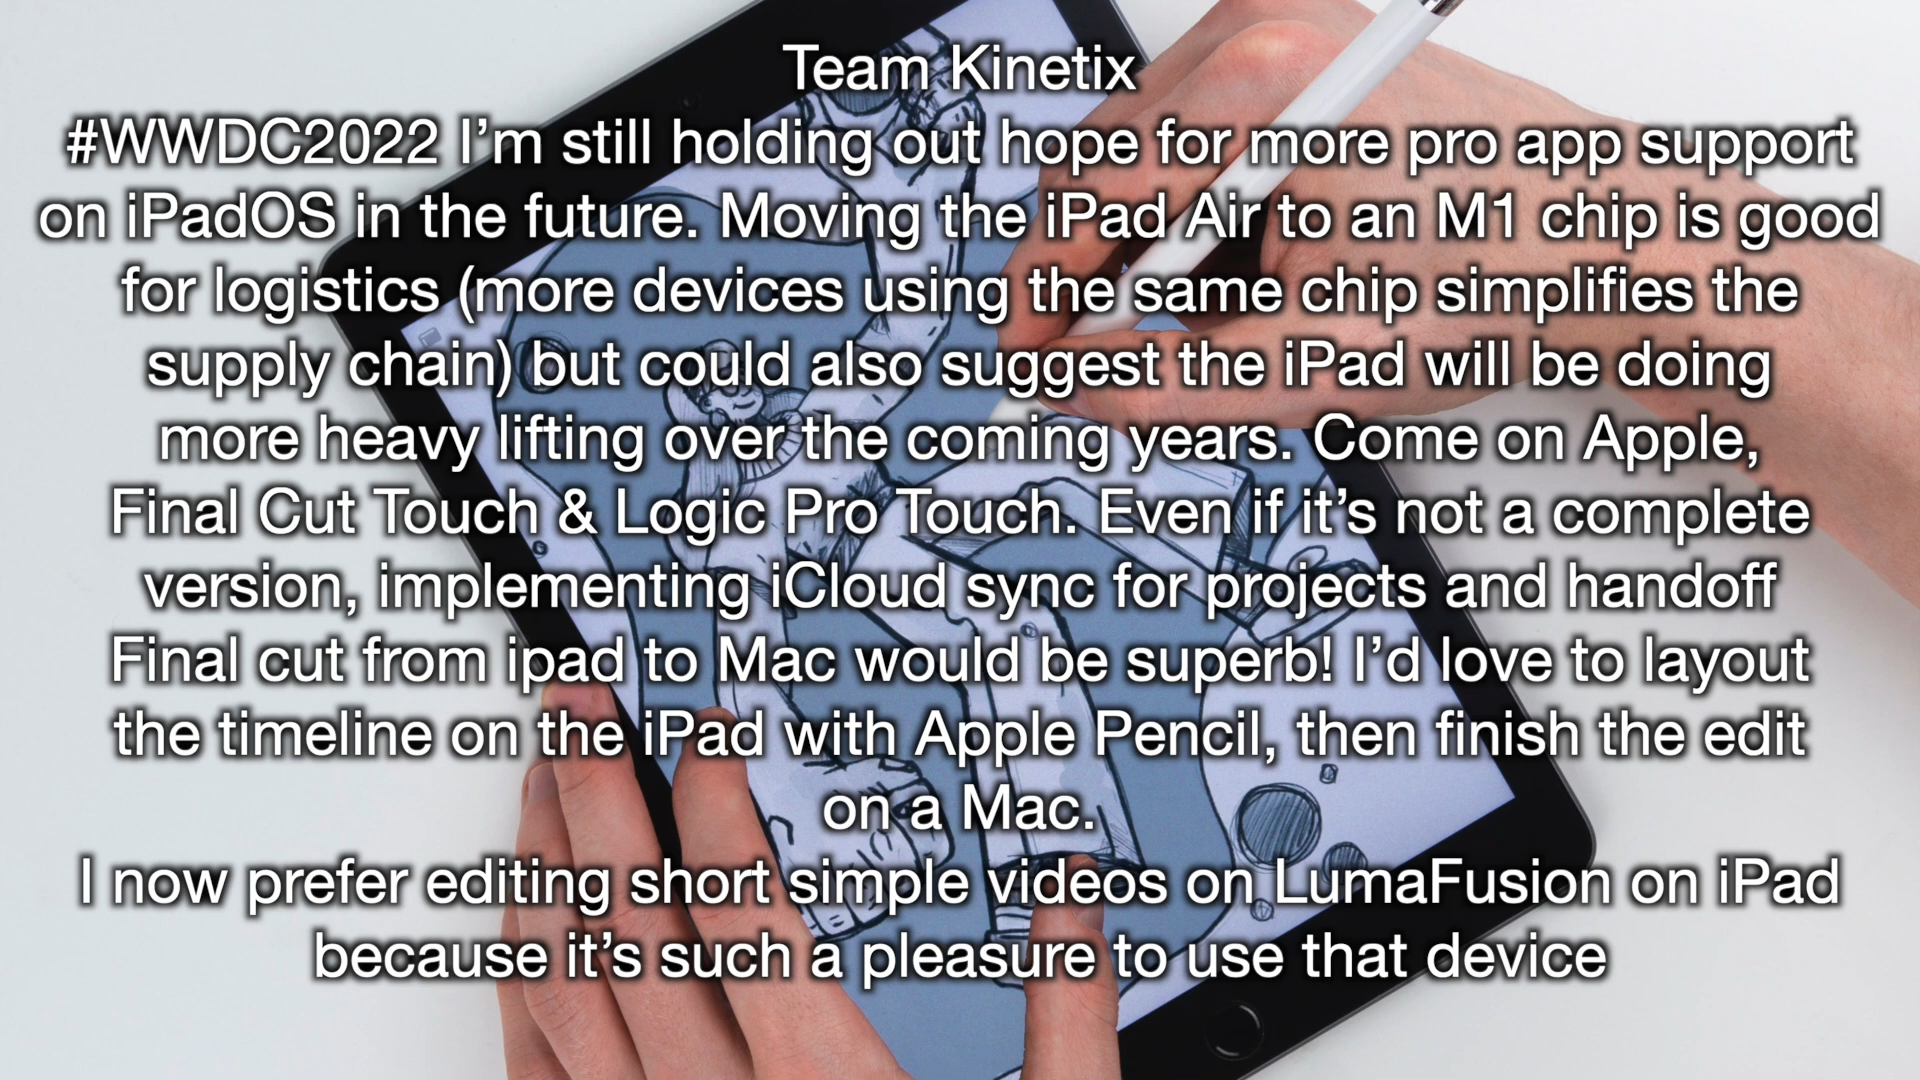 Team Kinetix
#WWDC2022 I’m still holding out hope for more pro app support
on iPadOS in the future. Moving the iPad Air to an M1 chip is good
for logistics (more devices using the same chip simplifies the
supply chain) but could also suggest the iPad will be doing
more heavy lifting over the coming years. Come on Apple,
Final Cut Touch & Logic Pro Touch. Even if it’s not a complete
version, implementing iCloud sync for projects and handoff
Final cut from ipad to Mac would be superb! I’d love to layout
the timeline on the iPad with Apple Pencil, then finish the edit
on a Mac.
I now prefer editing short simple videos on LumaFusion on iPad
because it’s such a pleasure to use that device